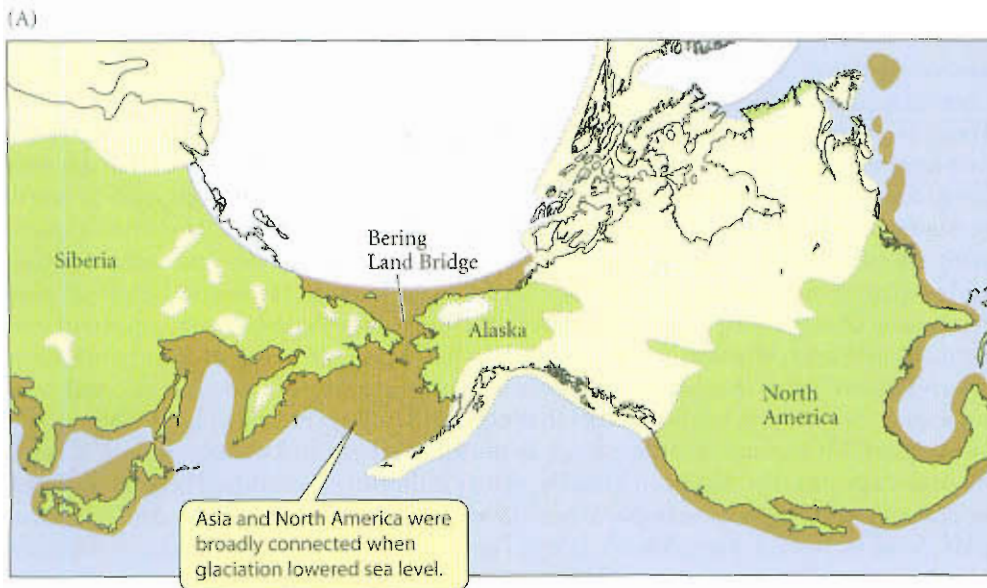 (A)
Siberia
Bering
Land Bridge
Alaska
North
America
Asia and North America were
broadly connected when
glaciation lowered sea level.